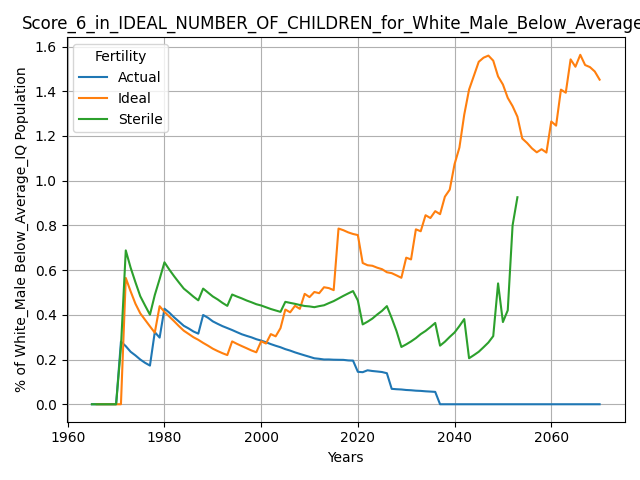 Score_6_in_IDEAL_NUMBER_OF_CHILDREN_for_White_Male_Below_Average
Fertility
Actual
Ideal
Sterile
% of White_Male Below_Average_IQ Population
1.6
1.4
1.2
1.0
0.8
0.6
0.4
0.2
0.0
1960 1980 2000 2020 2040 2060
Years